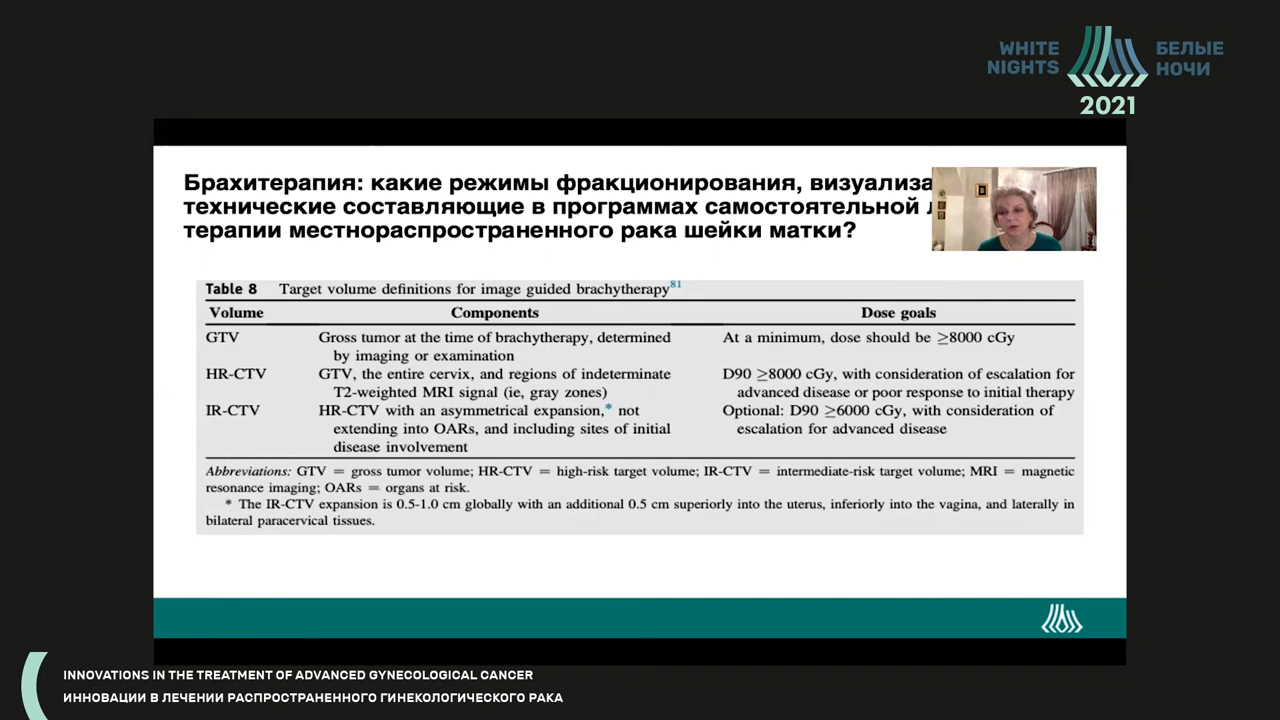 WHITE
NIGHTS
БЕЛЫЕ
НОЧИ
2021
Брахитерапия: какие режимы фракционирования,
технические составляющие в программах самостоятельной
терапии местнораспространенного рака шейки матки?
Table 8 Target volume definitions for image guided brachytherapy81
Volume Components Dose goals
GTV Gross tumor at the time of brachytherapy, determined At a minimum, dose should be ≥8000 cGy
by imaging or examination
HR-CTV GTV, the entire cervix, and regions of indeterminate D90 ≥8000 cGy, with consideration of escalation for
T2-weighted MRI signal (ie, gray zones) advanced disease or poor response to initial therapy
IR-CTV HR-CTV with an asymmetrical expansion,* not Optional: D90 ≥6000 cGy, with consideration of
extending into OARs, and including sites of initial escalation for advanced disease
disease involvement
Abbreviations: GTV = gross tumor volume; HR-CTV = high-risk target volume; IR-CTV = intermediate-risk target volume; MRI = magnetic
resonance imaging; OARs = organs at risk.
* The IR-CTV expansion is 0.5-1.0 cm globally with an additional 0.5 cm superiorly into the uterus, inferiorly into the vagina, and laterally in
bilateral paracervical tissues.
INNOVATIONS IN THE TREATMENT OF ADVANCED GYNECOLOGICAL CANCER
ИННОВАЦИИ В ЛЕЧЕНИИ РАСПРОСТРАНЕННОГО ГИНЕКОЛОГИЧЕСКОГО РАКА